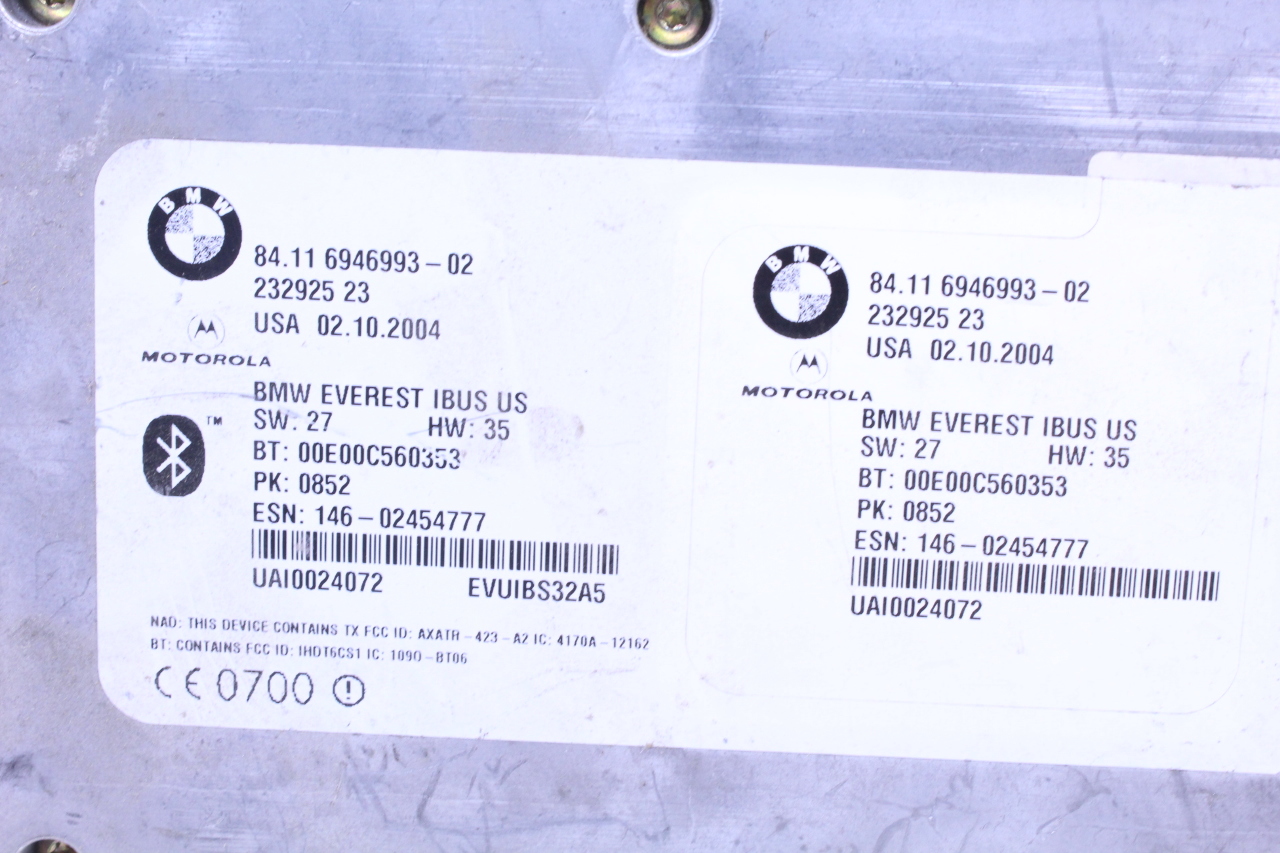 BMW
84.11 6946993-02
232925 23
USA 02.10.2004
MOTOROLA
BMW EVEREST IBUS US
SW: 27 HW: 35
™
BT: 00E00C560353
PK: 0852
ESN: 146-02454777
UAI0024072 EVUIBS32A5
NAD: THIS DEVICE CONTAINS TX FCC ID: AXATR-423-A2 IC: 4170A-12162
BT: CONTAINS FCC ID: IHDT6CS1 IC: 1090-BT06
CE 0700
BMW
84.11 6946993-02
232925 23
USA 02.10.2004
MOTOROLA
BMW EVEREST IBUS US
SW: 27 HW: 35
BT: 00E00C560353
PK: 0852
ESN: 146-02454777
UAI0024072